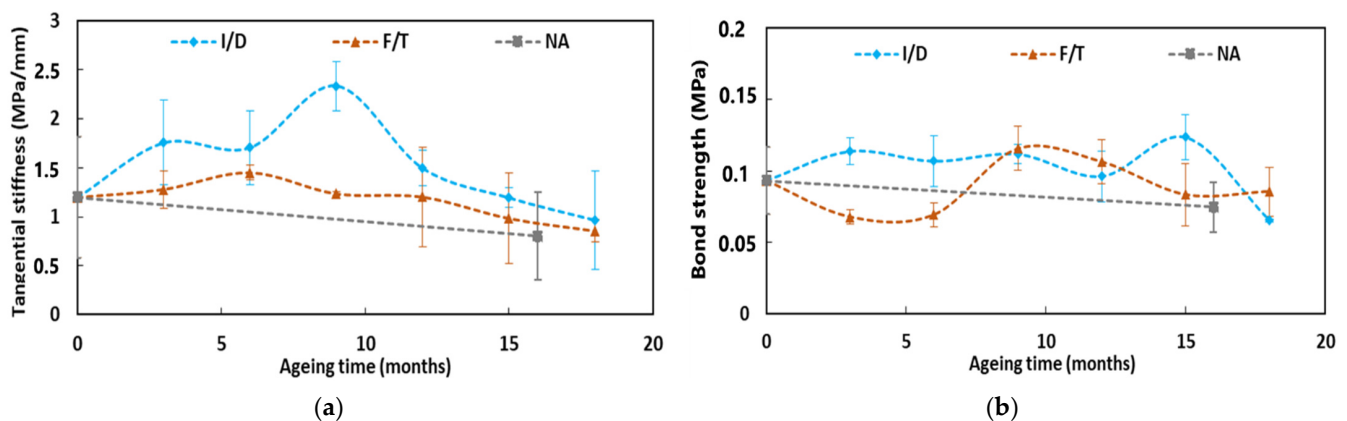 3
2.5
2
1.5
1
0.5
0
Tangential stiffness (MPa/mm)
I/D F/T NA
0 5 10 15 20
Ageing time (months)
(a)
0.2
0.15
0.1
0.05
0
Bond strength (MPa)
I/D F/T NA
0 5 10 15 20
Ageing time (months)
(b)